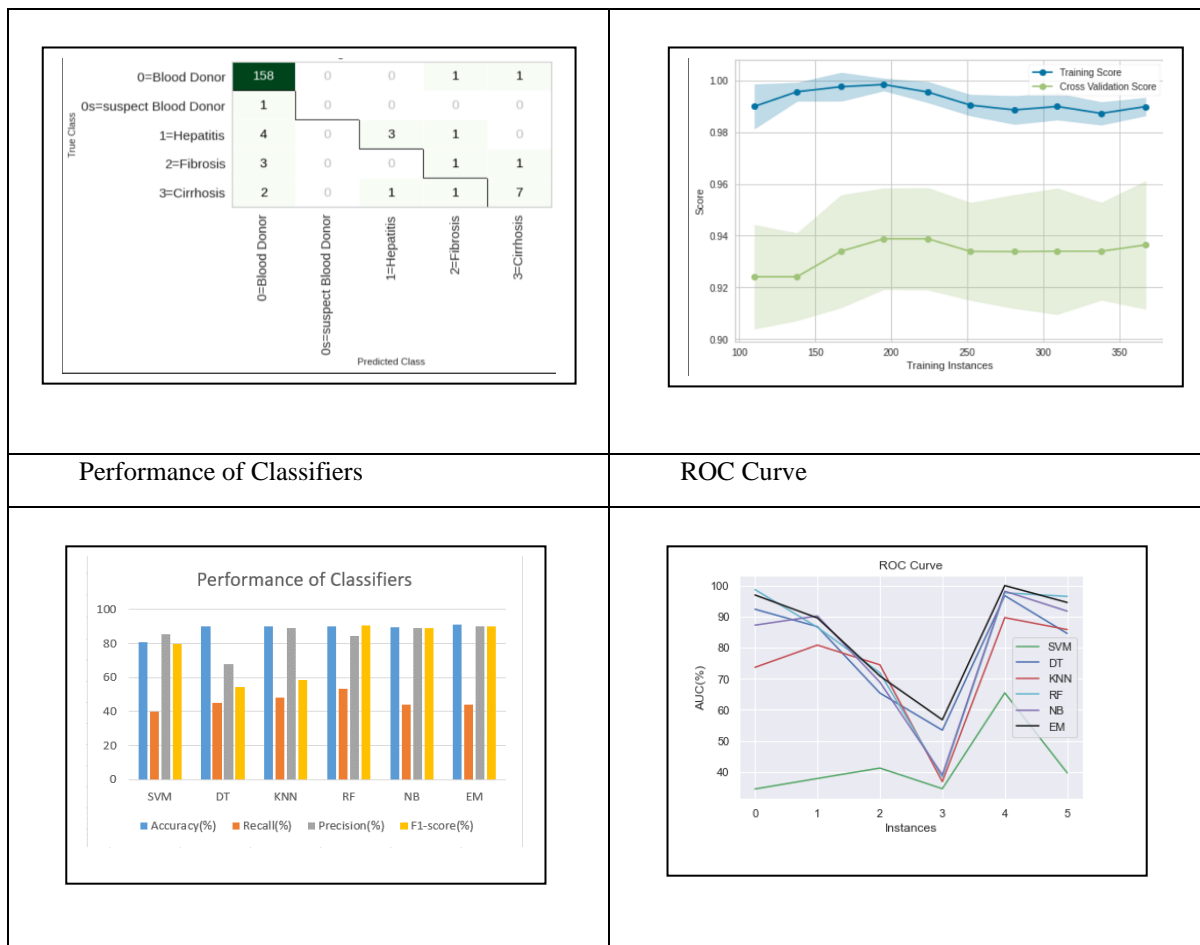 0=Blood Donor 158 0 0 1 1
0s=suspect Blood Donor 1 0 0 0 0
1=Hepatitis 4 0 3 1 0
2=Fibrosis 3 0 0 1 1
3=Cirrhosis 2 0 1 1 7
True Class
0=Blood Donor
0s=suspect Blood Donor
1=Hepatitis
2=Fibrosis
3=Cirrhosis
Predicted Class
Training Score
Cross Validation Score
1.00
0.98
0.96
0.94
0.92
0.90
Score
100 150 200 250 300 350
Training Instances
Performance of Classifiers
ROC Curve
Performance of Classifiers
100
80
60
40
20
0
SVM DT KNN RF NB EM
Accuracy(%) Recall(%) Precision(%) F1-score(%)
ROC Curve
100
90
80
70
60
50
40
AUC(%)
SVM
DT
KNN
RF
NB
EM
0 1 2 3 4 5
Instances